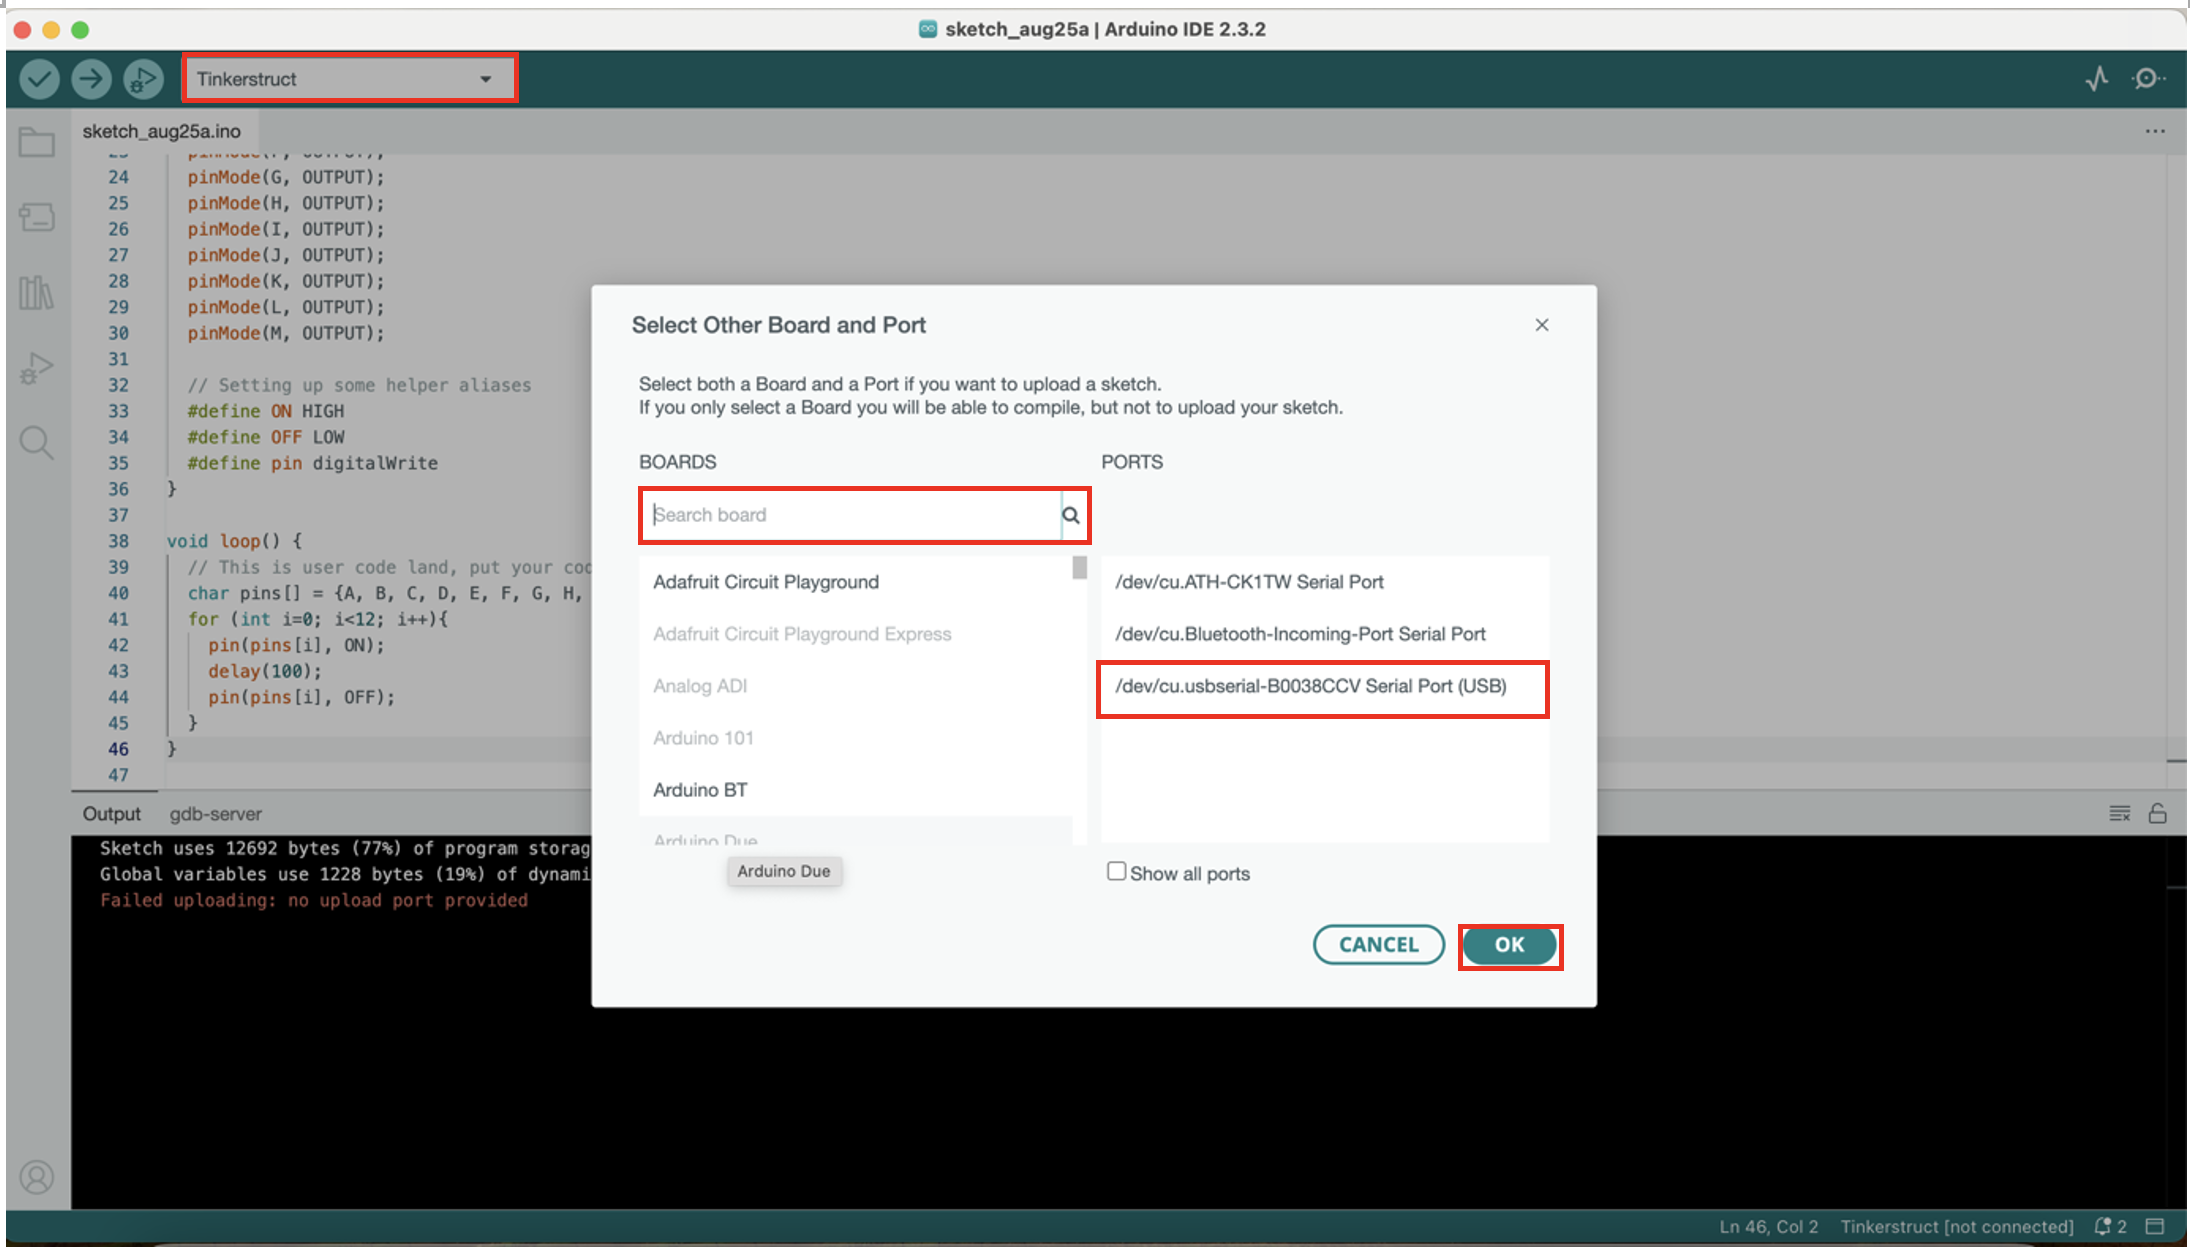 sketch_aug25a | Arduino IDE 2.3.2
Tinkerstruct
sketch_aug25a.ino
24 pinMode(G, OUTPUT);
25 pinMode(H, OUTPUT);
26 pinMode(I, OUTPUT);
27 pinMode(J, OUTPUT);
28 pinMode(K, OUTPUT);
29 pinMode(L, OUTPUT);
30 pinMode(M, OUTPUT);
31
32 // Setting up some helper aliases
33 #define ON HIGH
34 #define OFF LOW
35 #define pin digitalWrite
36 }
37
38 void loop() {
39 // This is user code land, put your
40 char pins[] = {A, B, C, D, E, F, G, H,
41 for (int i=0; i<12; i++){
42 pin(pins[i], ON);
43 delay(100);
44 pin(pins[i], OFF);
45 }
46 }
47
Select Other Board and Port
Select both a Board and a Port if you want to upload a sketch.
If you only select a Board you will be able to compile, but not to upload your sketch.
BOARDS
Search board
Adafruit Circuit Playground
Adafruit Circuit Playground Express
Analog ADI
Arduino 101
Arduino BT
Arduino Due
Arduino Due
PORTS
/dev/cu.ATH-CK1TW Serial Port
/dev/cu.Bluetooth-Incoming-Port Serial Port
/dev/cu.usbserial-B0038CCV Serial Port (USB)
Show all ports
CANCEL
OK
Output gdb-server
Sketch uses 12692 bytes (77%) of program storag
Global variables use 1228 bytes (19%) of dynami
Failed uploading: no upload port provided
Ln 46, Col 2 Tinkerstruct [not connected] 2